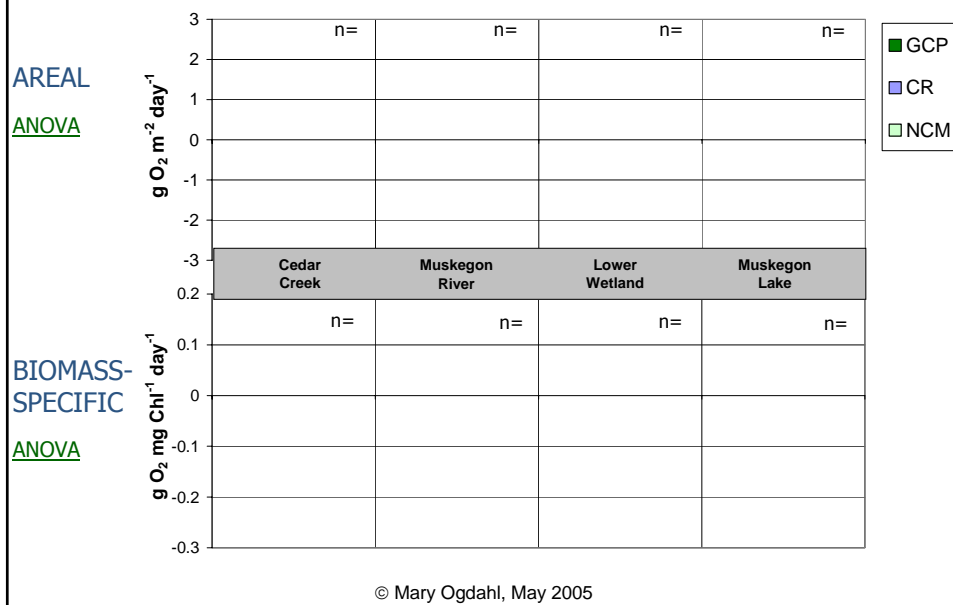 AREAL
ANOVA
g O₂ m⁻² day⁻¹
3
2
1
0
-1
-2
-3
n=
n=
n=
n=
GCP
CR
NCM
Cedar
Creek
Muskegon
River
Lower
Wetland
Muskegon
Lake
BIOMASS-
SPECIFIC
ANOVA
g O₂ mg Chl⁻¹ day⁻¹
0.2
0.1
0
-0.1
-0.2
-0.3
n=
n=
n=
n=
© Mary Ogdahl, May 2005